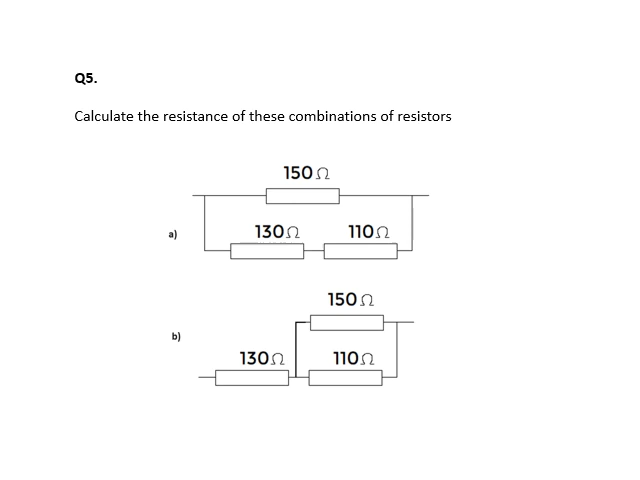 Q5.
Calculate the resistance of these combinations of resistors
150Ω
a) 130Ω 110Ω
150Ω
b)
130Ω 110Ω